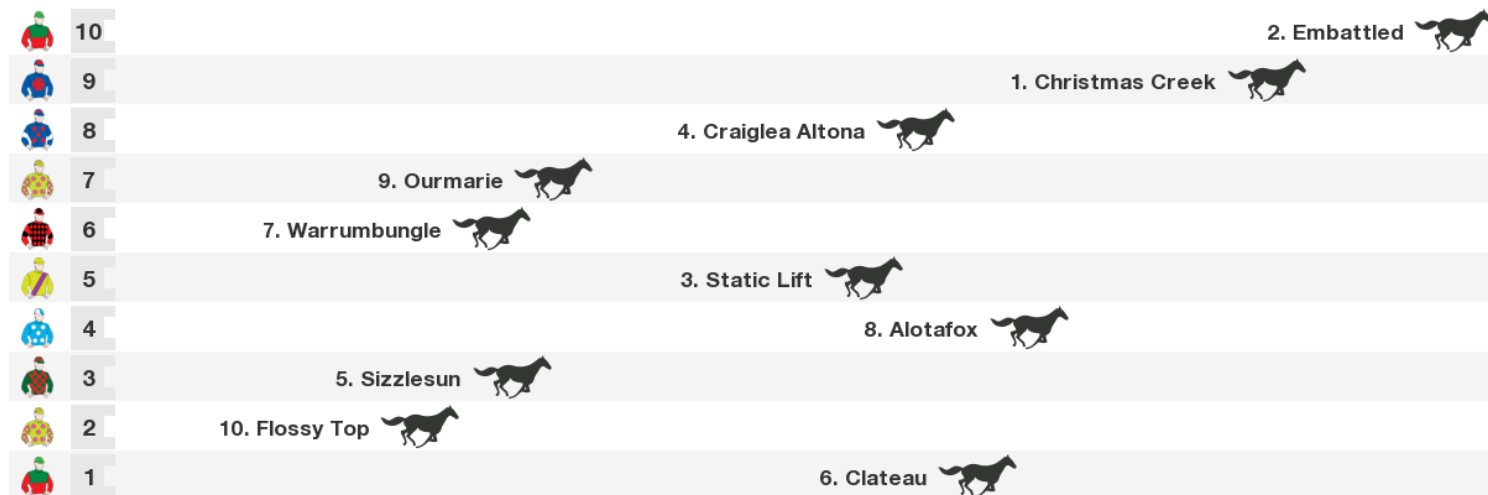 10 2. Embattled
9 1. Christmas Creek
8 4. Craiglea Altona
7 9. Ourmarie
6 7. Warrumbungle
5 3. Static Lift
4 8. Alotafox
3 5. Sizzlesun
2 10. Flossy Top
1 6. Clateau